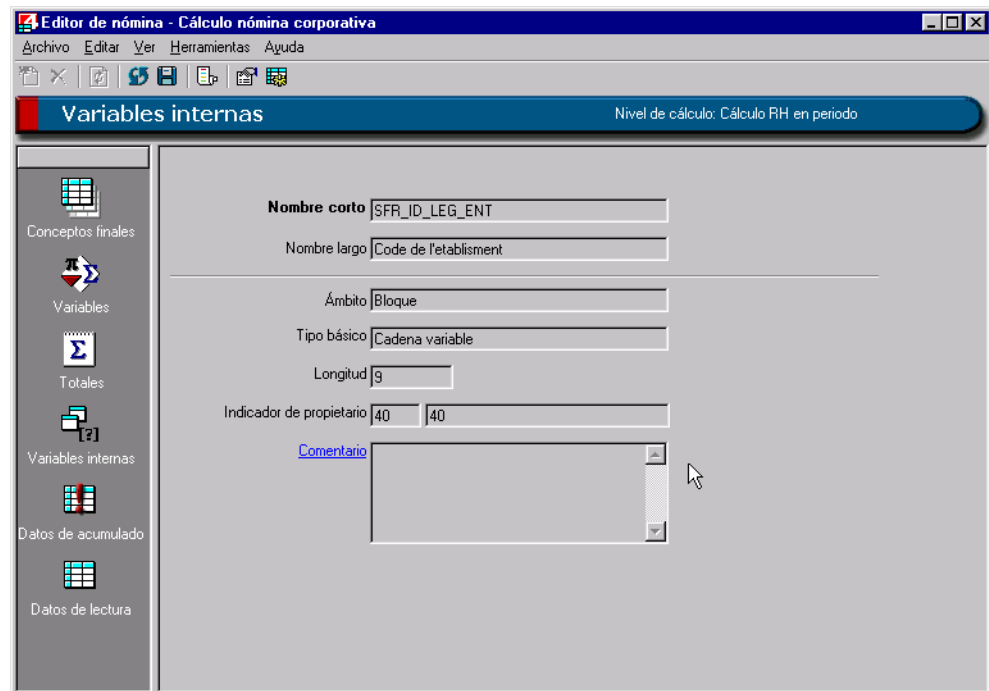 Editor de nómina - Cálculo nómina corporativa
Archivo Editar Ver Herramientas Ayuda
Variables internas
Nivel de cálculo: Cálculo RH en periodo
Conceptos finales
Variables
Totales
[?]
Variables internas
Datos de acumulado
Datos de lectura
Nombre corto SFR_ID_LEG_ENT
Nombre largo Code de l'etablisment
Ámbito Bloque
Tipo básico Cadena variable
Longitud 9
Indicador de propietario 40 40
Comentario